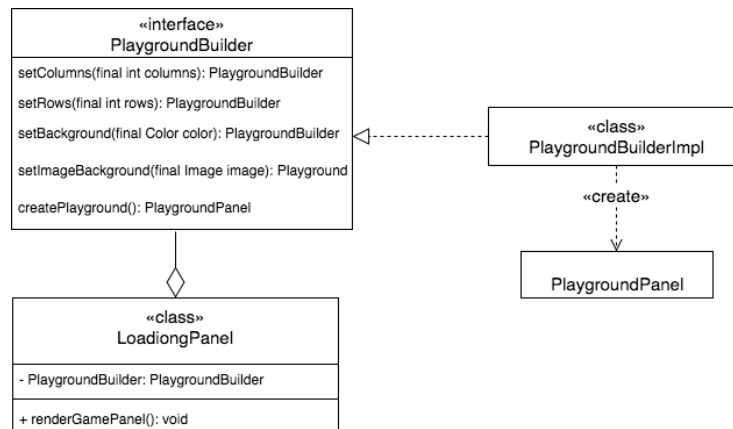 «interface»
PlaygroundBuilder
setColumns(final int columns): PlaygroundBuilder
setRows(final int rows): PlaygroundBuilder
setBackground(final Color color): PlaygroundBuilder
setImageBackground(final Image image): Playground
createPlayground(): PlaygroundPanel
«class»
PlaygroundBuilderImpl
«create»
PlaygroundPanel
«class»
LoadiongPanel
- PlaygroundBuilder: PlaygroundBuilder
+ renderGamePanel(): void